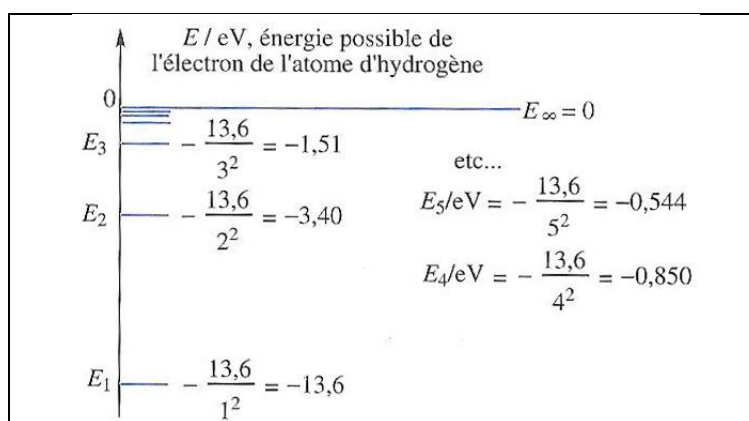 E / eV, énergie possible de
l'électron de l'atome d'hydrogène
0
E∞ = 0
E3 − 13,6/3² = −1,51
etc...
E2 − 13,6/2² = −3,40
E5/eV = − 13,6/5² = −0,544
E4/eV = − 13,6/4² = −0,850
E1 − 13,6/1² = −13,6